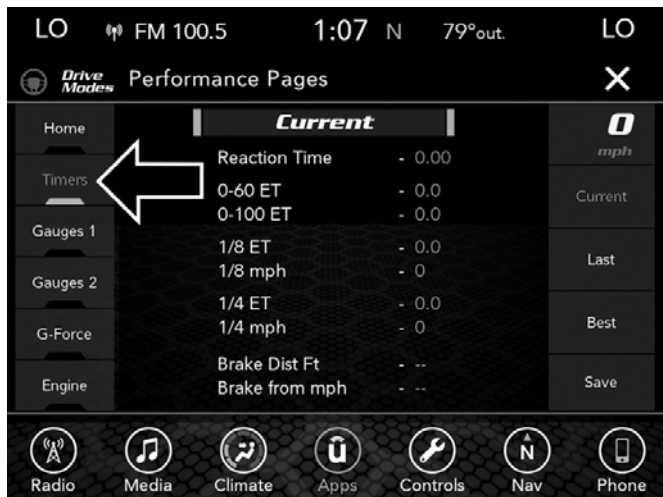 LO FM 100.5 1:07 N 79°out. LO
Drive Modes Performance Pages X
Home
Timers
Gauges 1
Gauges 2
G-Force
Engine
Current
Reaction Time - 0.00
0-60 ET - 0.0
0-100 ET - 0.0
1/8 ET - 0.0
1/8 mph - 0
1/4 ET - 0.0
1/4 mph - 0
Brake Dist Ft - --
Brake from mph - --
0
mph
Current
Last
Best
Save
N
Radio Media Climate Apps Controls Nav Phone